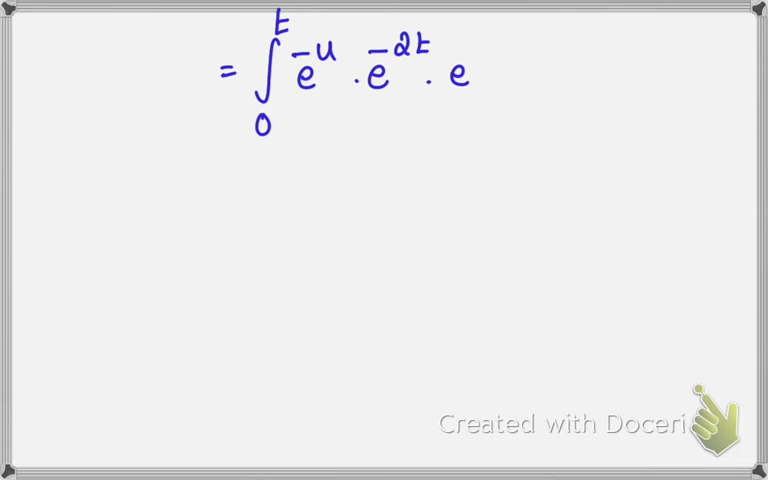 = ∫₀ᵗ e^{-u} . e^{-2t} . e
Created with Doceri